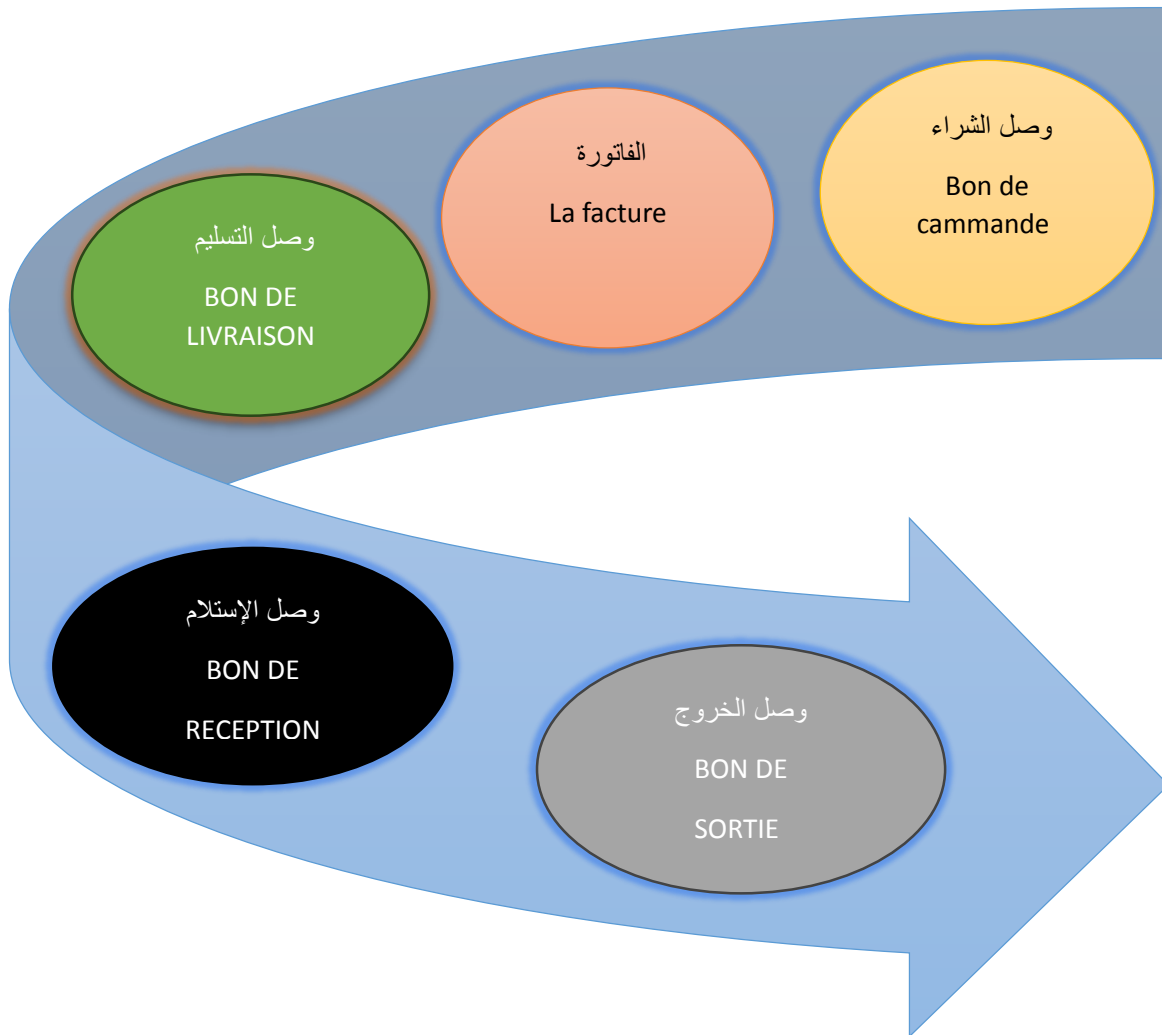 وصل الشراء
Bon de
cammande
الفاتورة
La facture
وصل التسليم
BON DE
LIVRAISON
وصل الإستلام
BON DE
RECEPTION
وصل الخروج
BON DE
SORTIE